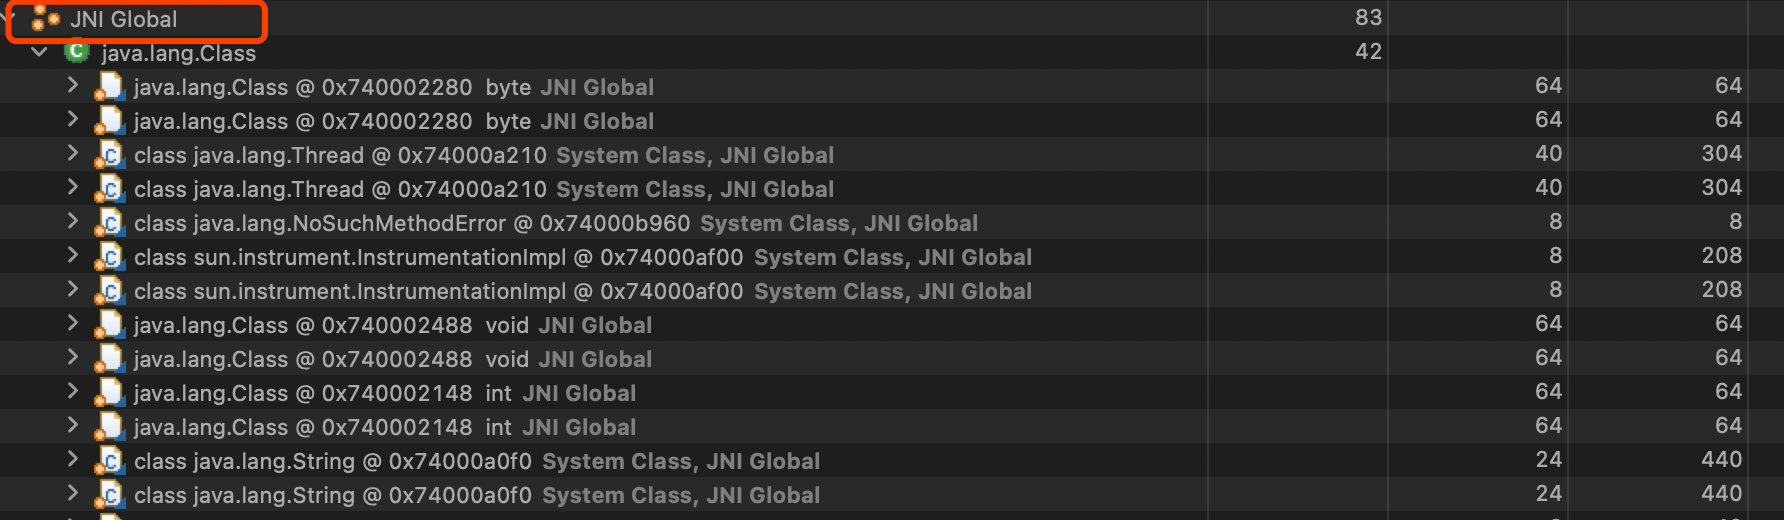 JNI Global 83
C java.lang.Class 42
java.lang.Class @ 0x740002280 byte JNI Global 64 64
java.lang.Class @ 0x740002280 byte JNI Global 64 64
class java.lang.Thread @ 0x74000a210 System Class, JNI Global 40 304
class java.lang.Thread @ 0x74000a210 System Class, JNI Global 40 304
class java.lang.NoSuchMethodError @ 0x74000b960 System Class, JNI Global 8 8
class sun.instrument.InstrumentationImpl @ 0x74000af00 System Class, JNI Global 8 208
class sun.instrument.InstrumentationImpl @ 0x74000af00 System Class, JNI Global 8 208
java.lang.Class @ 0x740002488 void JNI Global 64 64
java.lang.Class @ 0x740002488 void JNI Global 64 64
java.lang.Class @ 0x740002148 int JNI Global 64 64
java.lang.Class @ 0x740002148 int JNI Global 64 64
class java.lang.String @ 0x74000a0f0 System Class, JNI Global 24 440
class java.lang.String @ 0x74000a0f0 System Class, JNI Global 24 440